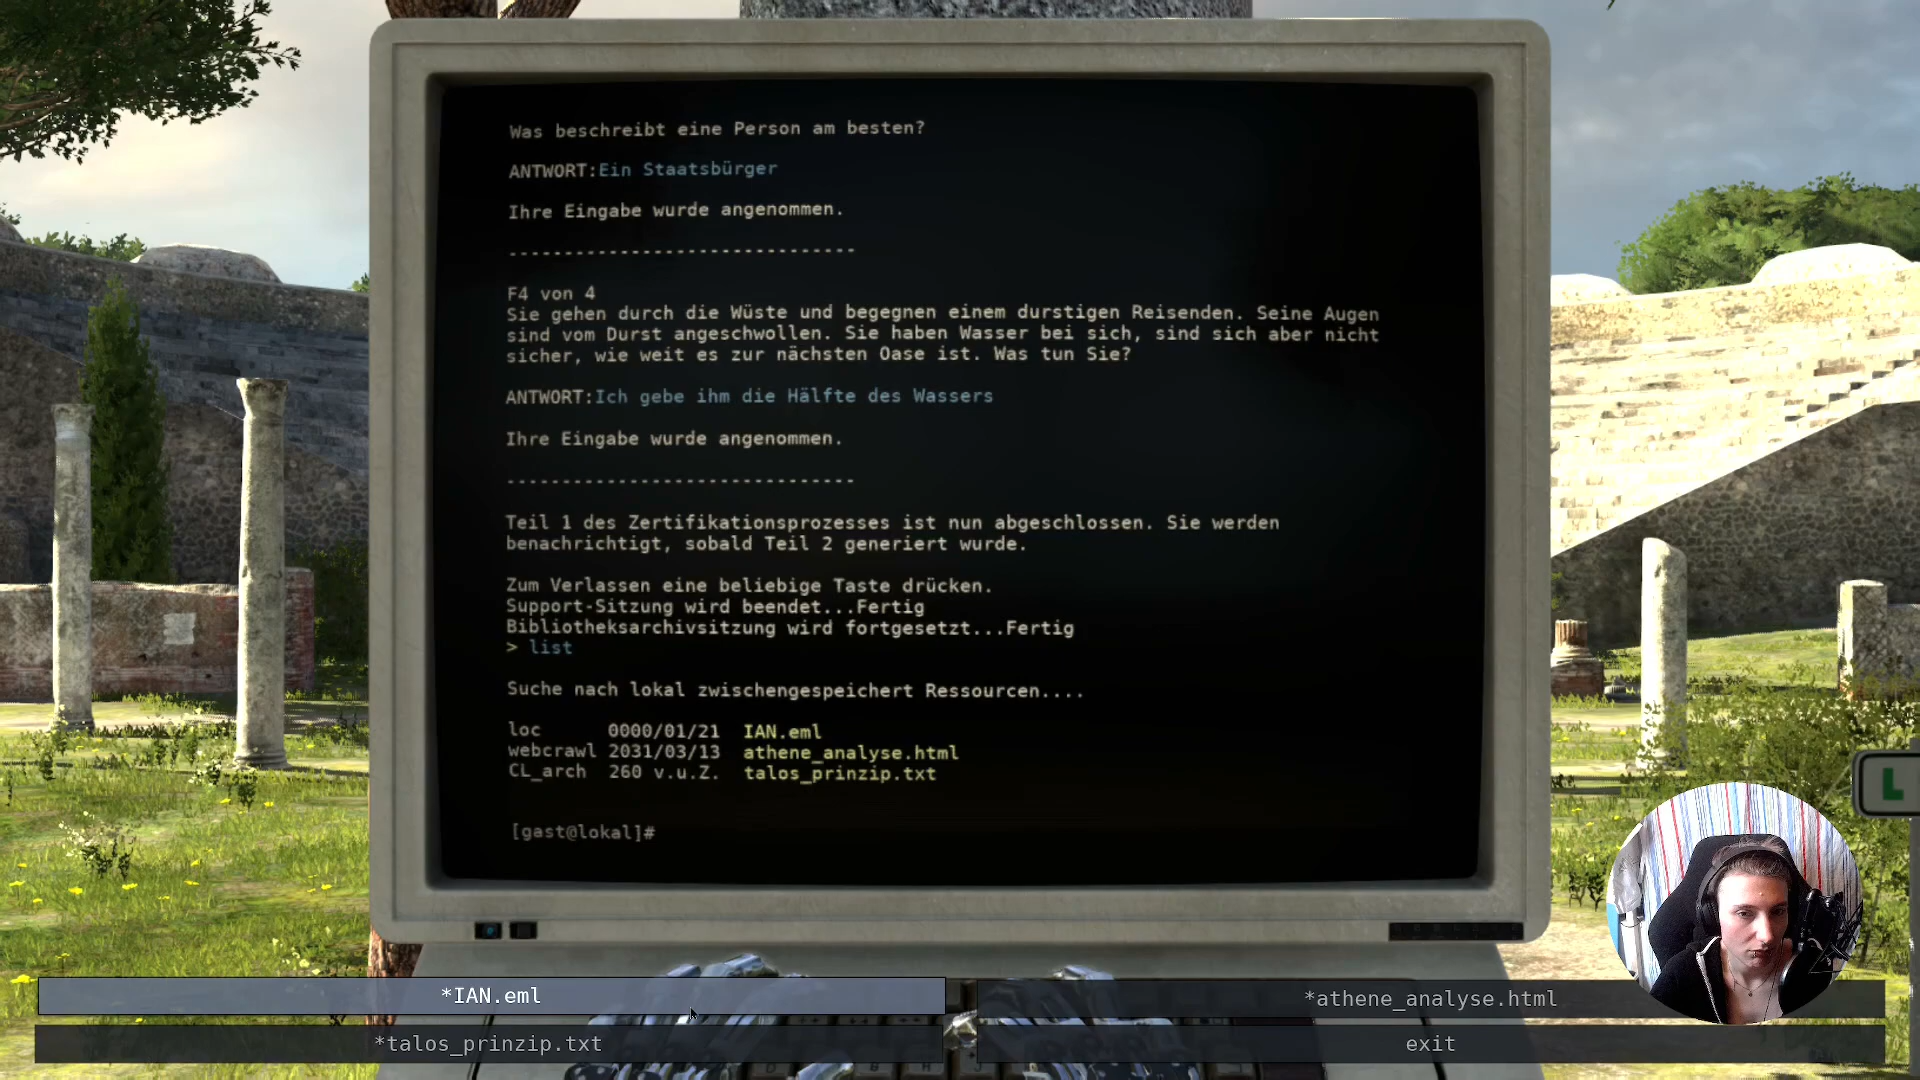 Was beschreibt eine Person am besten?
ANTWORT:Ein Staatsbürger
Ihre Eingabe wurde angenommen.
-------------------------------
F4 von 4
Sie gehen durch die Wüste und begegnen einem durstigen Reisenden. Seine Augen
sind vom Durst angeschwollen. Sie haben Wasser bei sich, sind sich aber nicht
sicher, wie weit es zur nächsten Oase ist. Was tun Sie?
ANTWORT:Ich gebe ihm die Hälfte des Wassers
Ihre Eingabe wurde angenommen.
-------------------------------
Teil 1 des Zertifikationsprozesses ist nun abgeschlossen. Sie werden
benachrichtigt, sobald Teil 2 generiert wurde.
Zum Verlassen eine beliebige Taste drücken.
Support-Sitzung wird beendet...Fertig
Bibliotheksarchivsitzung wird fortgesetzt...Fertig
> list
Suche nach lokal zwischengespeichert Ressourcen....
loc 0000/01/21 IAN.eml
webcrawl 2031/03/13 athene_analyse.html
CL_arch 260 v.u.Z. talos_prinzip.txt
[gast@lokal]#
L
*IAN.eml
*athene_analyse.html
*talos_prinzip.txt
exit